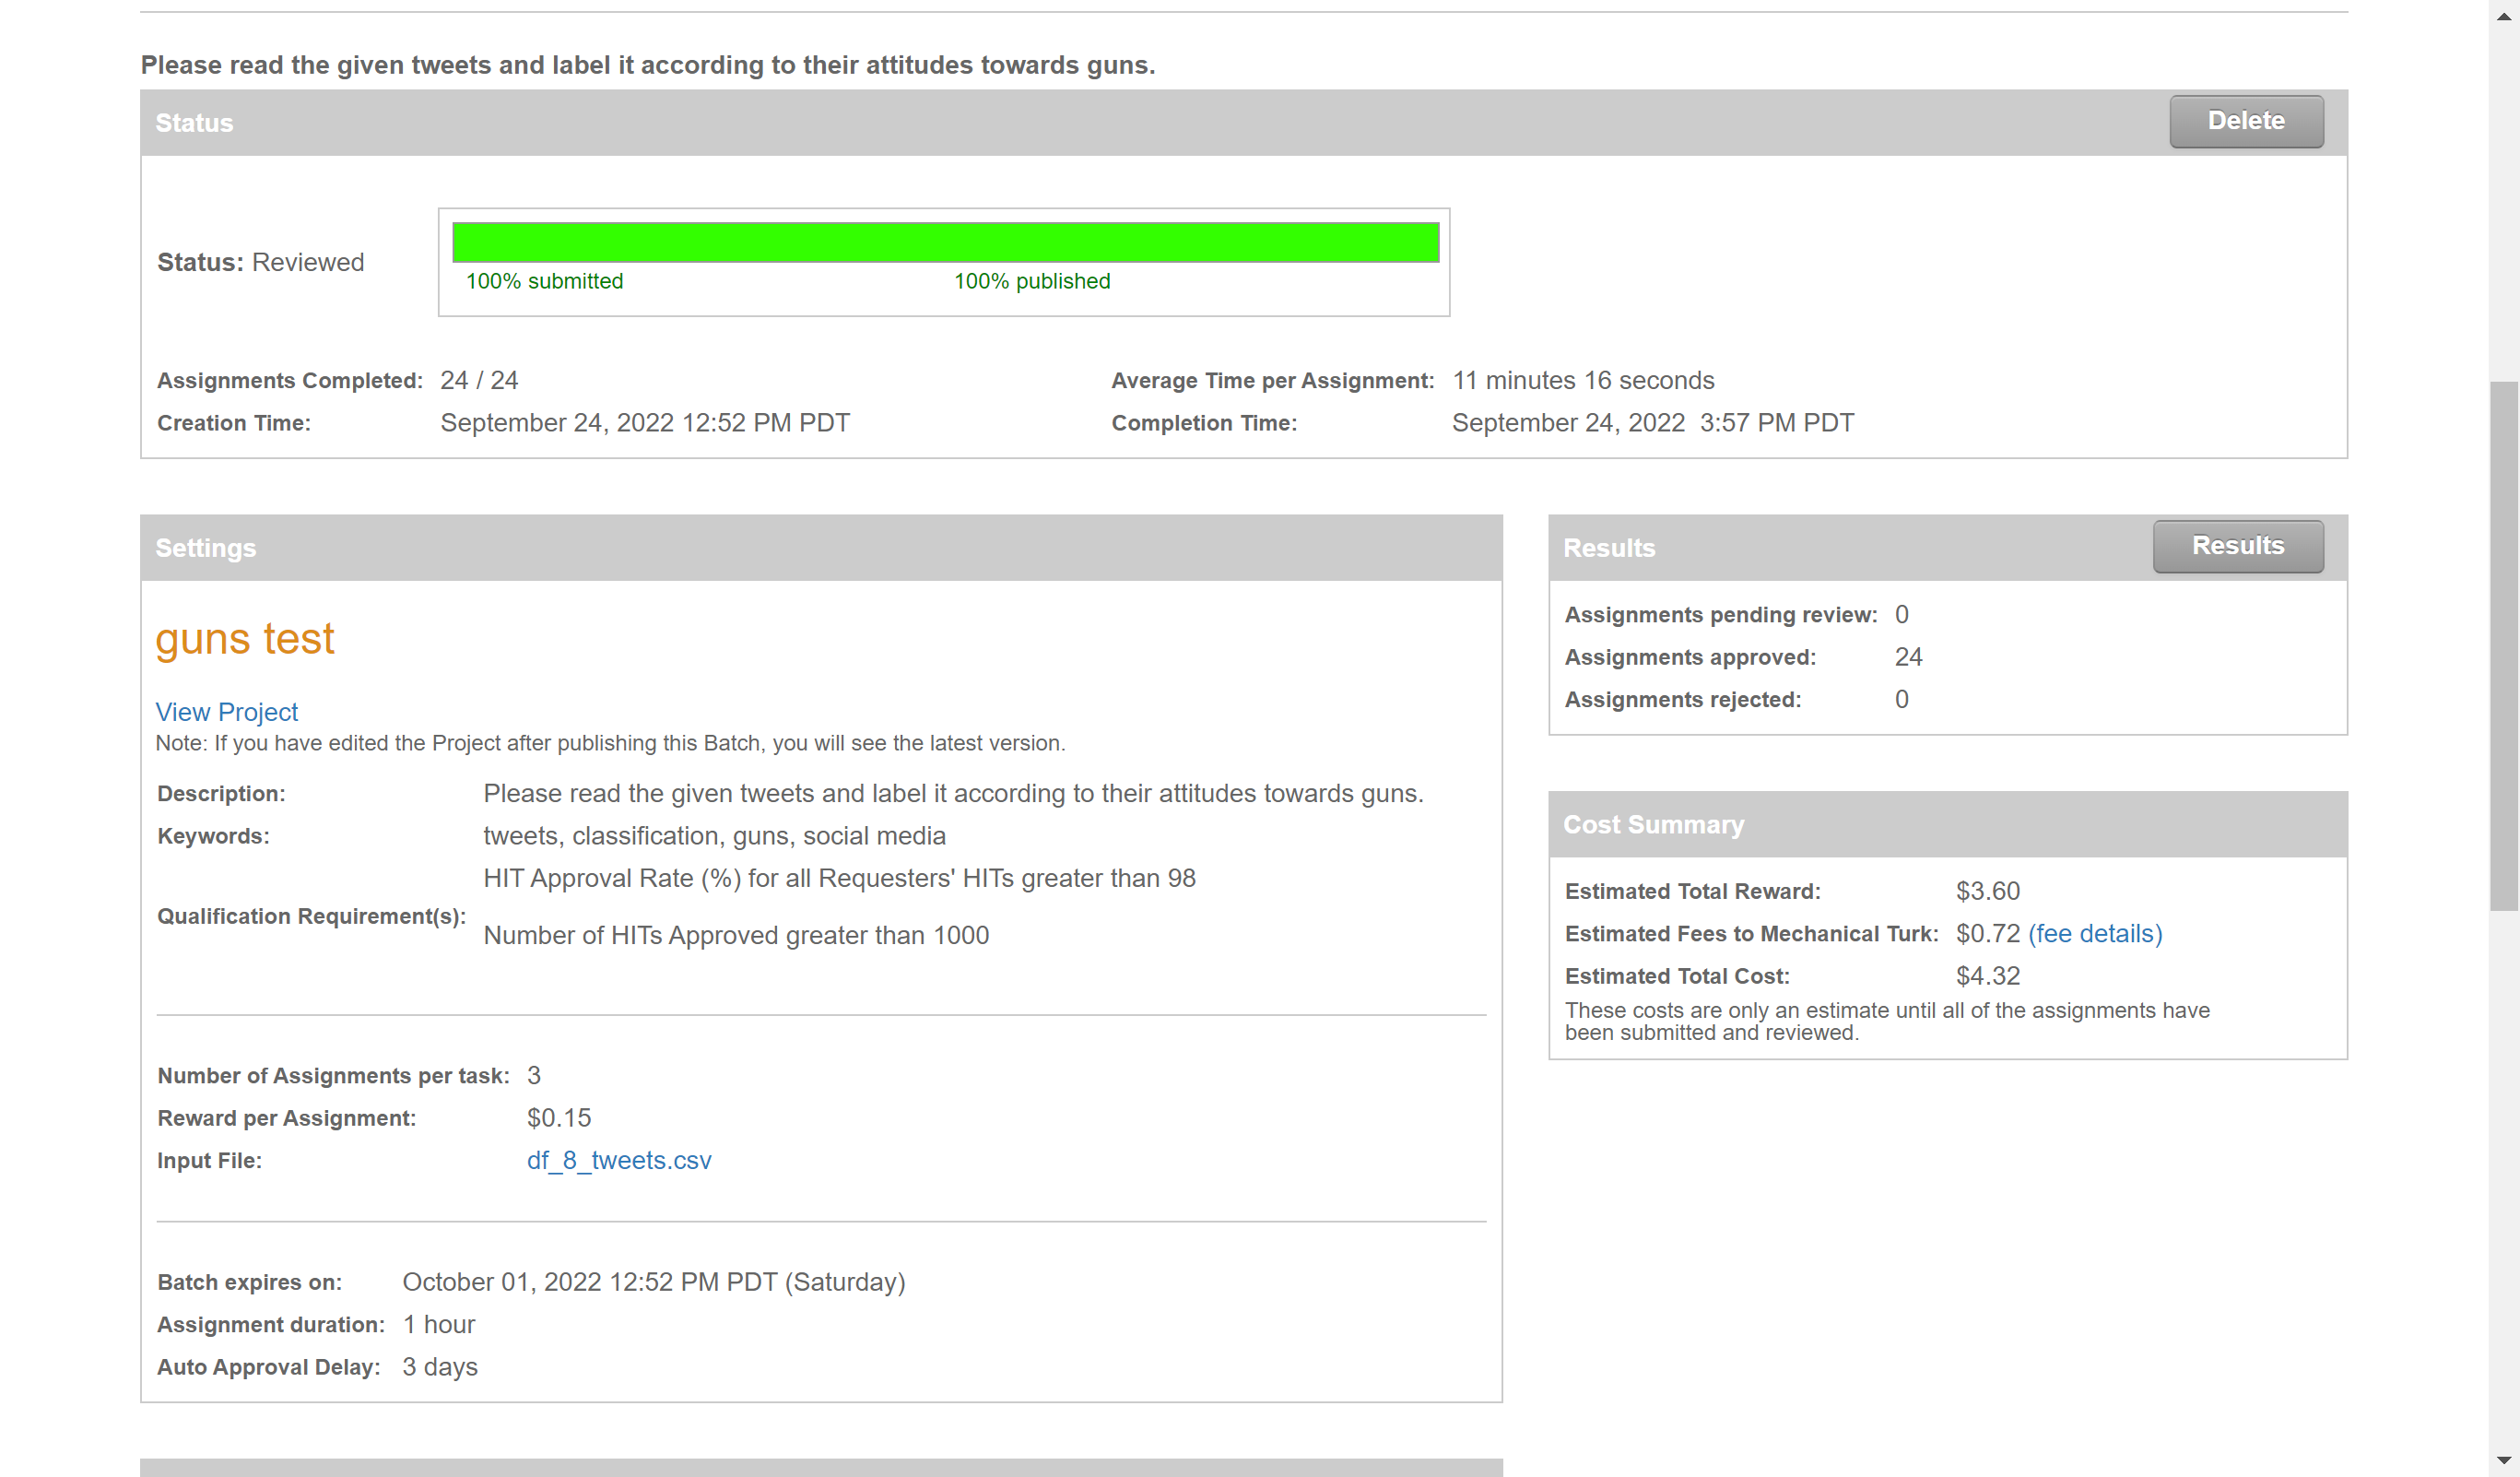 Please read the given tweets and label it according to their attitudes towards guns.
Status
Delete
Status: Reviewed
100% submitted 100% published
Assignments Completed: 24 / 24 Average Time per Assignment: 11 minutes 16 seconds
Creation Time: September 24, 2022 12:52 PM PDT Completion Time: September 24, 2022 3:57 PM PDT
Settings
guns test
View Project
Note: If you have edited the Project after publishing this Batch, you will see the latest version.
Description: Please read the given tweets and label it according to their attitudes towards guns.
Keywords: tweets, classification, guns, social media
Qualification Requirement(s): HIT Approval Rate (%) for all Requesters' HITs greater than 98
Number of HITs Approved greater than 1000
Number of Assignments per task: 3
Reward per Assignment: $0.15
Input File: df_8_tweets.csv
Batch expires on: October 01, 2022 12:52 PM PDT (Saturday)
Assignment duration: 1 hour
Auto Approval Delay: 3 days
Results
Results
Assignments pending review: 0
Assignments approved: 24
Assignments rejected: 0
Cost Summary
Estimated Total Reward: $3.60
Estimated Fees to Mechanical Turk: $0.72 (fee details)
Estimated Total Cost: $4.32
These costs are only an estimate until all of the assignments have
been submitted and reviewed.